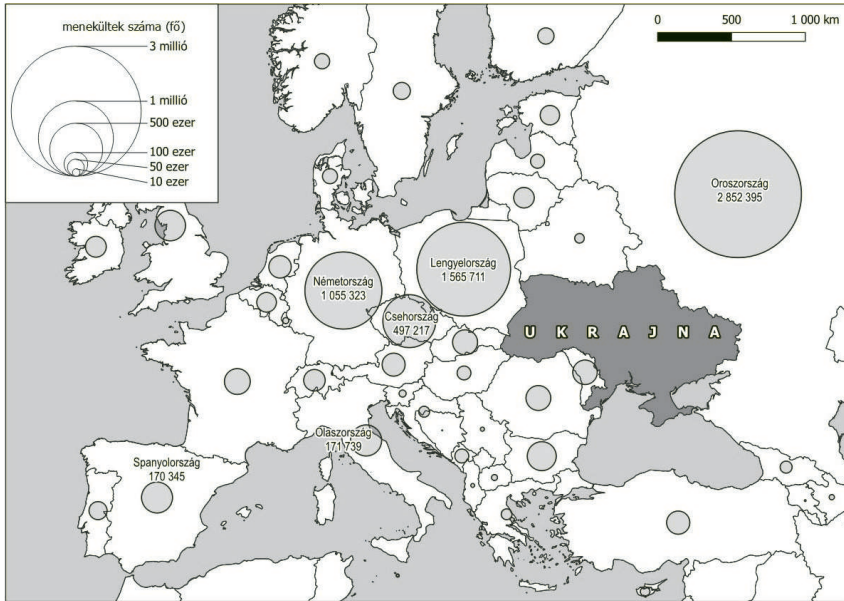 menekültek száma (fő)
3 millió
1 millió
500 ezer
100 ezer
50 ezer
10 ezer
0 500 1 000 km
Oroszország
2 852 395
Lengyelország
1 565 711
Németország
1 055 323
Csehország
497 217
U K R A J N A
Olaszország
171 739
Spanyolország
170 345